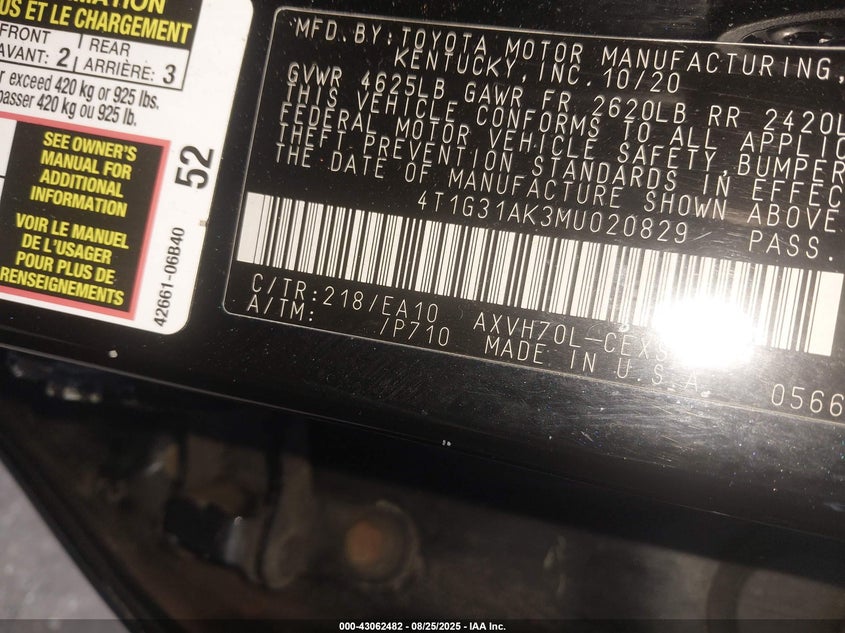 US ET LE CHARGEMENT
FRONT
AVANT: 2
REAR
ARRIÈRE: 3
exceed 420 kg or 925 lbs.
passer 420 kg ou 925 lb.
SEE OWNER'S
MANUAL FOR
ADDITIONAL
INFORMATION
VOIR LE MANUEL
DE L'USAGER
POUR PLUS DE
RENSEIGNEMENTS
52
42661-06B40
MFD. BY: TOYOTA MOTOR MANUFACTURING,
KENTUCKY, INC. 10/20
GVWR 4625LB GAWR FR 2620LB RR 2420L
THIS VEHICLE CONFORMS TO ALL APPLIC
FEDERAL MOTOR VEHICLE SAFETY, BUMPER
THEFT PREVENTION STANDARDS IN EFFEC
THE DATE OF MANUFACTURE SHOWN ABOVE
4T1G31AK3MU020829 PASS.
C/TR: 218/EA10 AXVH70L-CEXS
A/TM: /P710 MADE IN U.S.A.
0566
000-43062482 - 08/25/2025 - IAA Inc.